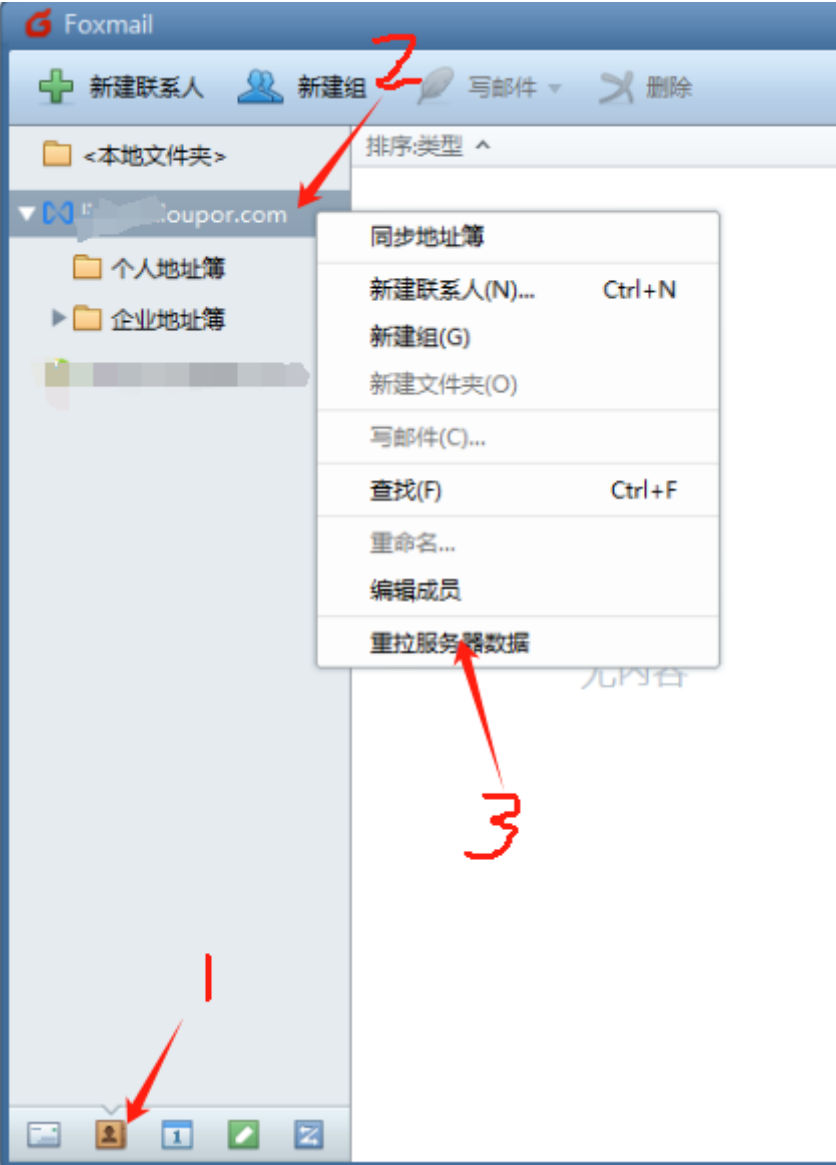 Foxmail
新建联系人 新建组 写邮件 删除
<本地文件夹>
排序:类型
oupor.com
个人地址簿
企业地址簿
同步地址簿
新建联系人(N)... Ctrl+N
新建组(G)
新建文件夹(O)
写邮件(C)...
查找(F) Ctrl+F
重命名...
编辑成员
重拉服务器数据
无内容
2
3
1
1